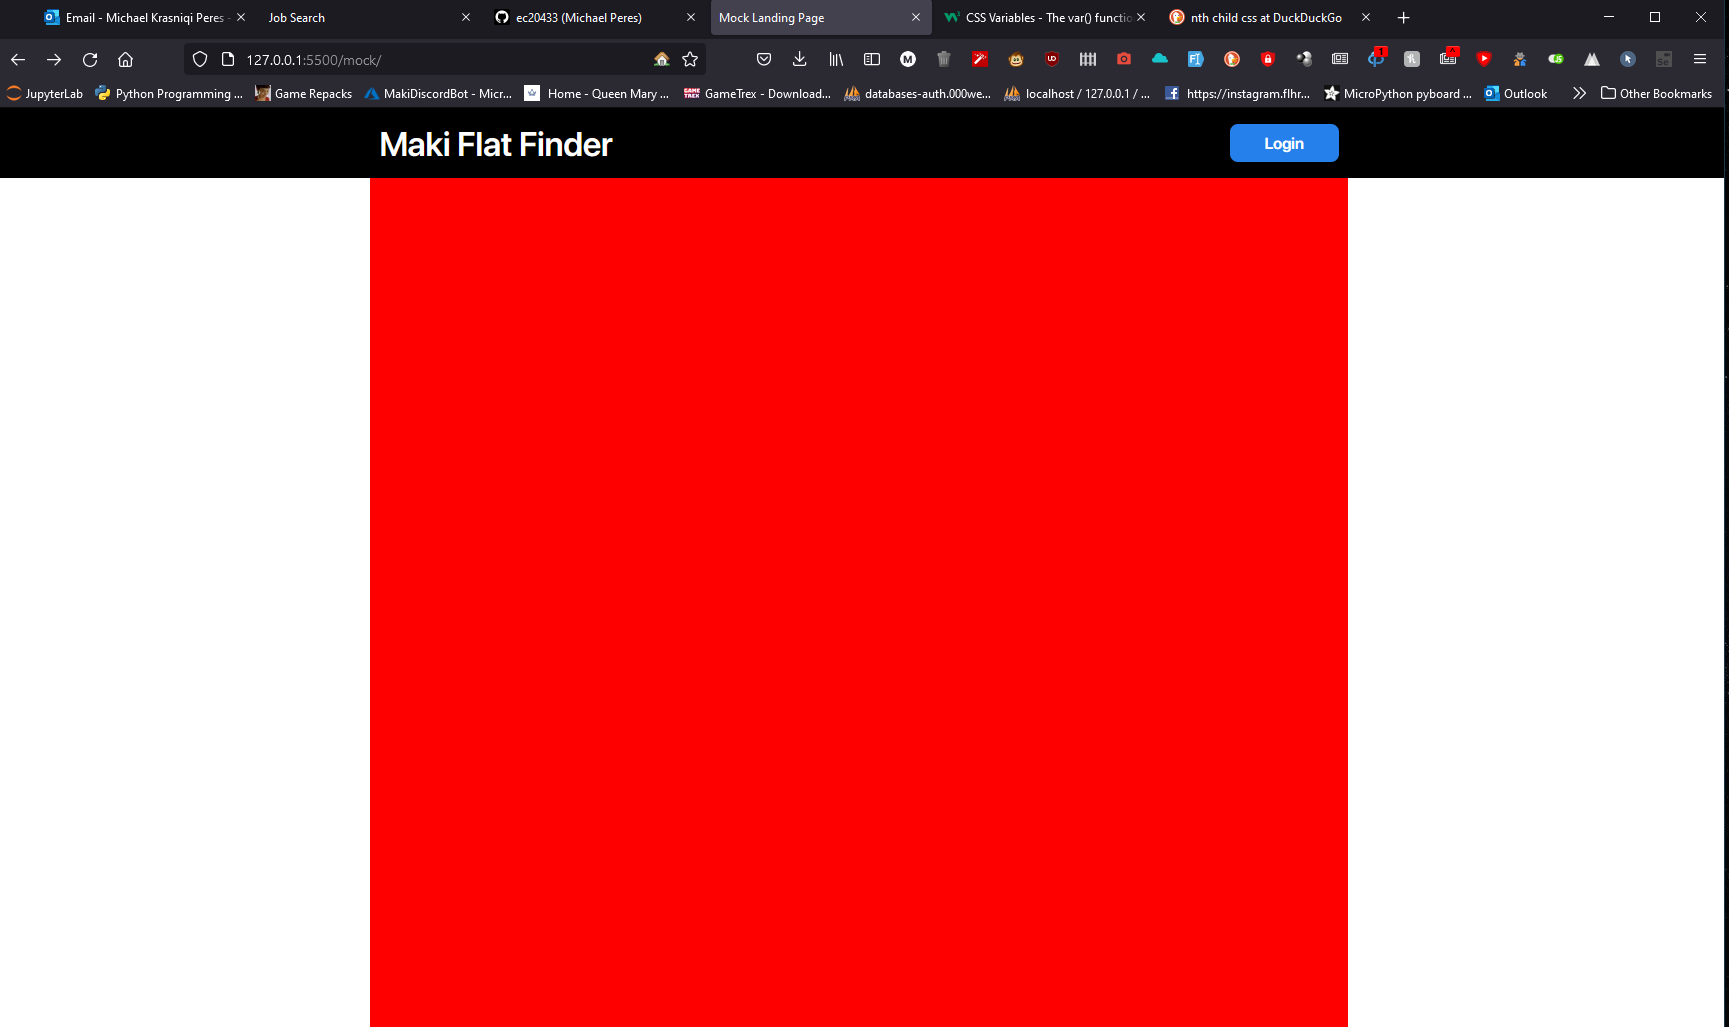 Email - Michael Krasniqi Peres -
Job Search
ec20433 (Michael Peres)
Mock Landing Page
CSS Variables - The var() functio
nth child css at DuckDuckGo
127.0.0.1:5500/mock/
JupyterLab
Python Programming ...
Game Repacks
MakiDiscordBot - Micr...
Home - Queen Mary ...
GameTrex - Download...
databases-auth.000we...
localhost / 127.0.0.1 / ...
https://instagram.flhr...
MicroPython pyboard ...
Outlook
Other Bookmarks
Maki Flat Finder
Login